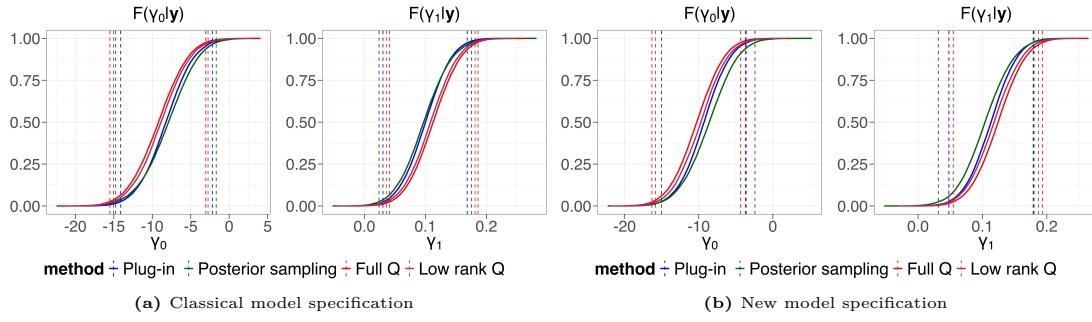 F(γ₀|y) F(γ₁|y) F(γ₀|y) F(γ₁|y)
1.00 1.00 1.00 1.00
0.75 0.75 0.75 0.75
0.50 0.50 0.50 0.50
0.25 0.25 0.25 0.25
0.00 0.00 0.00 0.00
-20 -15 -10 -5 0 5 0.0 0.1 0.2 -20 -10 0 0.0 0.1 0.2
γ₀ γ₁ γ₀ γ₁
method Plug-in Posterior sampling Full Q Low rank Q method Plug-in Posterior sampling Full Q Low rank Q
(a) Classical model specification (b) New model specification